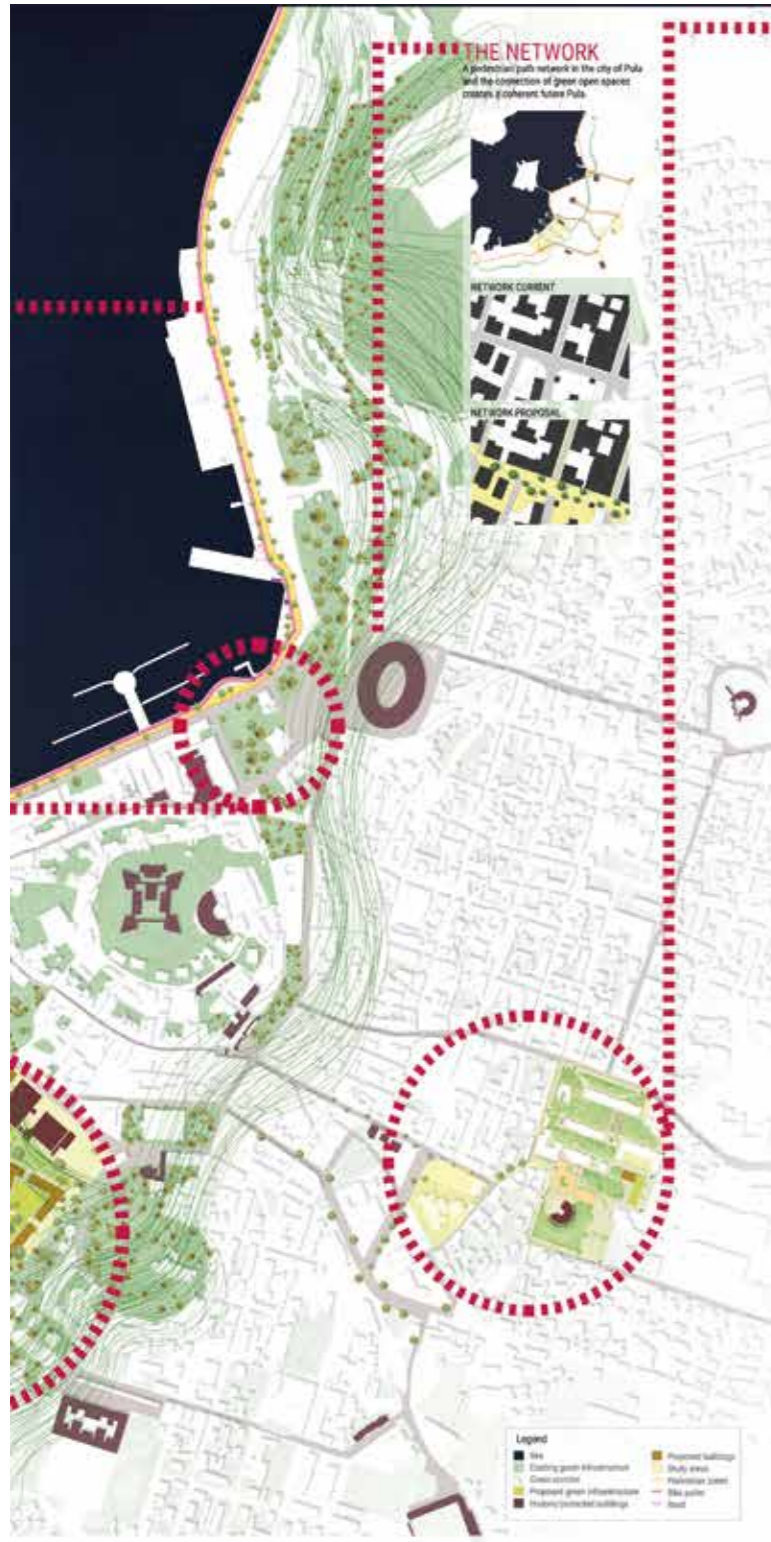 THE NETWORK
A pedestrian path network in the city of Pula
and the connection of green open spaces
creates a coherent future Pula.
NETWORK CURRENT
NETWORK PROPOSAL
Legend
Sea
Existing green infrastructure
Green corridor
Proposed green infrastructure
Historic/protected buildings
Proposed buildings
Study areas
Pedestrian zones
Bike paths
Road